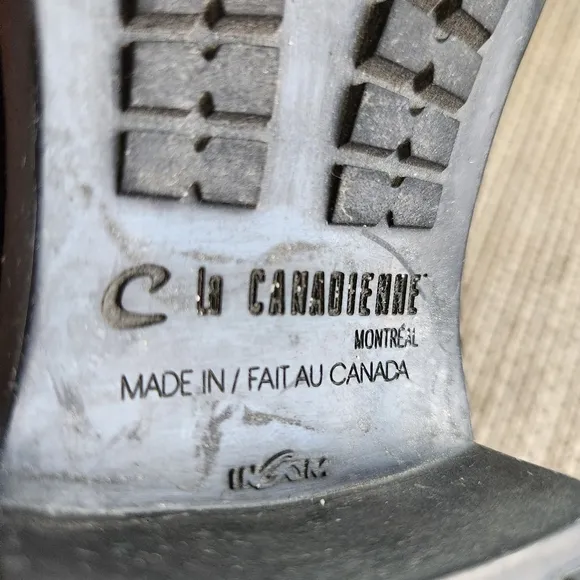 C La CANADIENNE
MONTRÉAL
MADE IN / FAIT AU CANADA